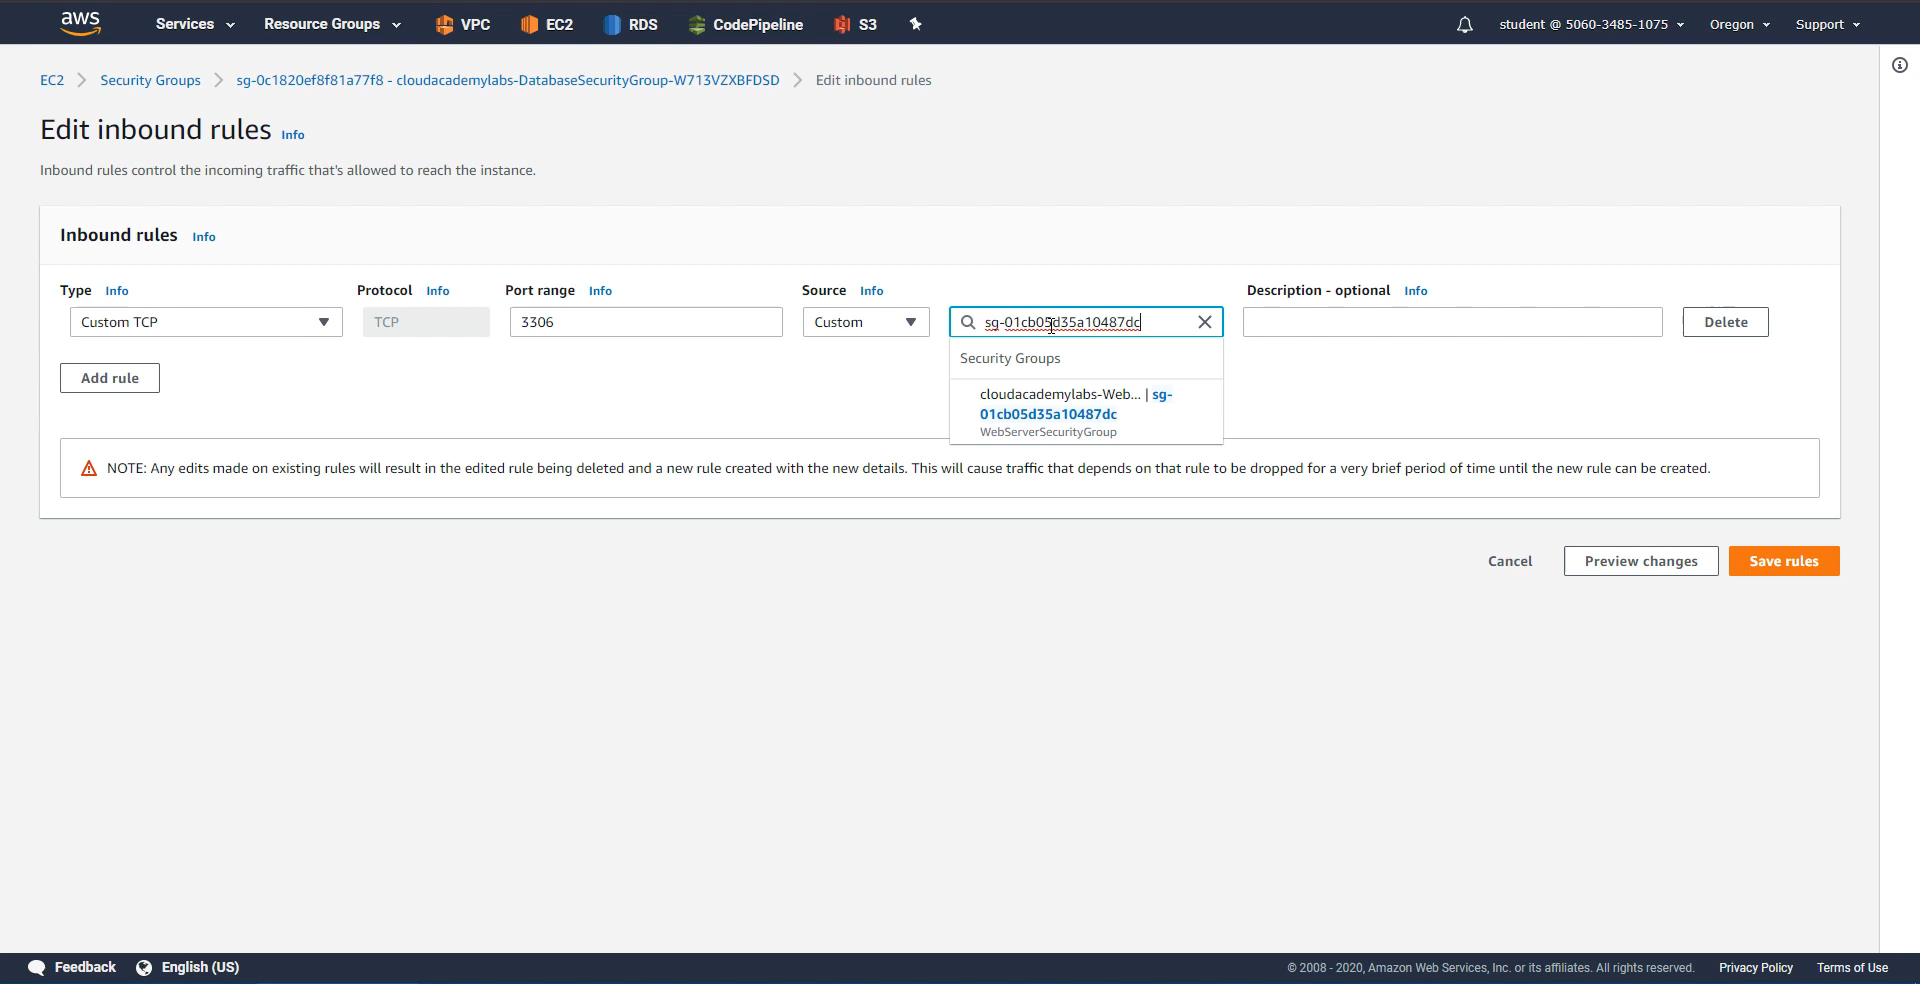 aws Services Resource Groups VPC EC2 RDS CodePipeline S3 student @ 5060-3485-1075 Oregon Support
EC2 Security Groups sg-0c1820ef8f81a77f8 - cloudacademylabs-DatabaseSecurityGroup-W713VZXBFDSD Edit inbound rules
Edit inbound rules Info
Inbound rules control the incoming traffic that's allowed to reach the instance.
Inbound rules Info
Type Info Protocol Info Port range Info Source Info Description - optional Info
Custom TCP TCP 3306 Custom sg-01cb05d35a10487dc Delete
Security Groups
Add rule
cloudacademylabs-Web... | sg-
01cb05d35a10487dc
WebServerSecurityGroup
NOTE: Any edits made on existing rules will result in the edited rule being deleted and a new rule created with the new details. This will cause traffic that depends on that rule to be dropped for a very brief period of time until the new rule can be created.
Cancel Preview changes Save rules
Feedback English (US) © 2008 - 2020, Amazon Web Services, Inc. or its affiliates. All rights reserved. Privacy Policy Terms of Use